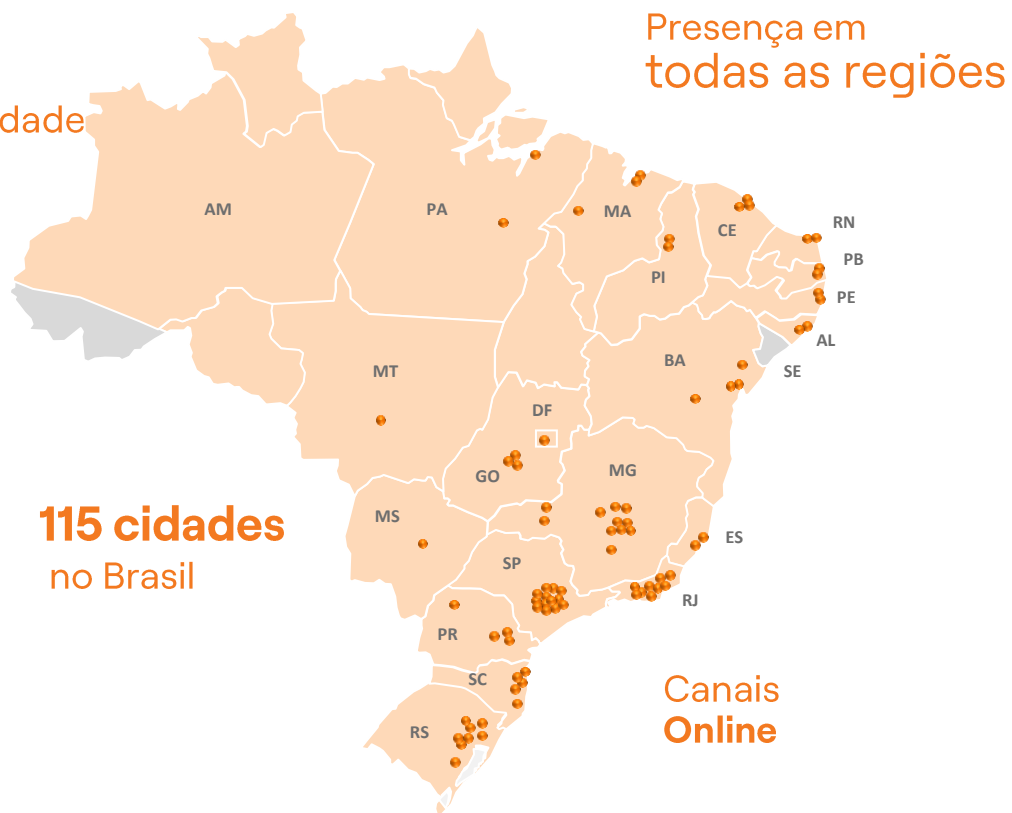 Presença em
todas as regiões
dade
AM
PA
MA
CE
RN
PB
PI
PE
AL
BA
SE
MT
DF
MG
GO
MS
115 cidades
no Brasil
ES
SP
RJ
PR
SC
Canais
Online
RS